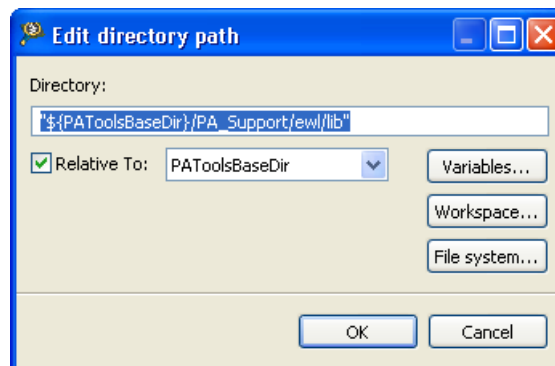 Edit directory path
Directory:
"${PAToolsBaseDir}/PA_Support/ewl/lib"
Relative To: PAToolsBaseDir Variables...
Workspace...
File system...
OK Cancel